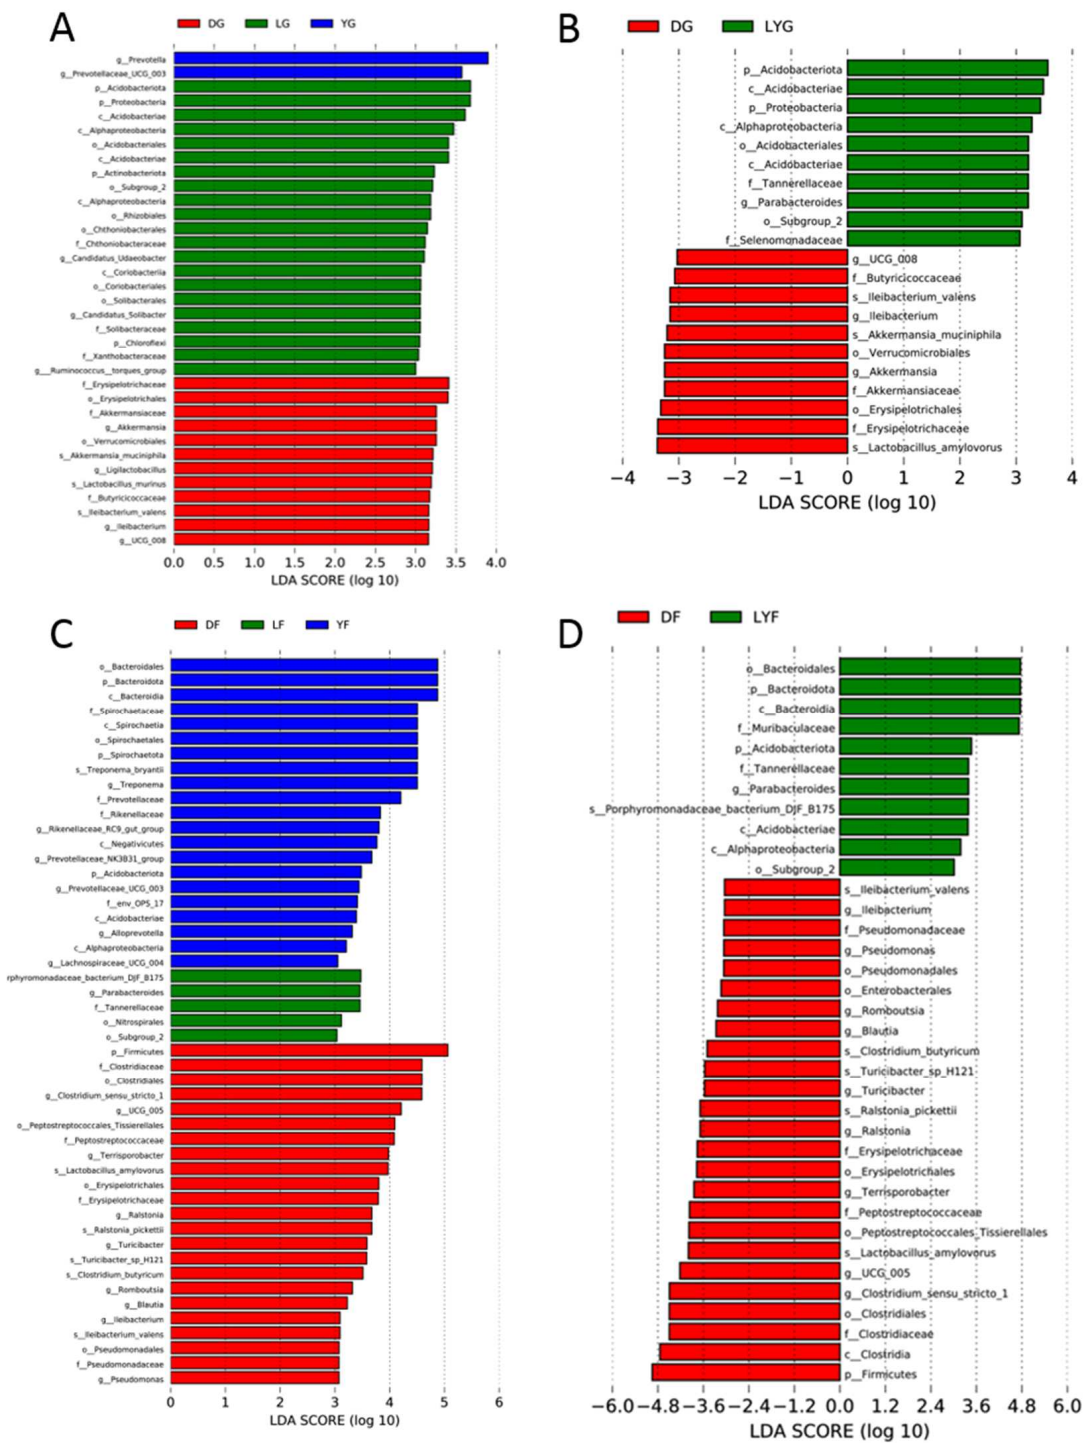 A
DG LG YG
g__Prevotella
g__Prevotellaceae_UCG_003
p__Acidobacteriota
p__Proteobacteria
c__Acidobacteriae
c__Alphaproteobacteria
o__Acidobacteriales
c__Acidobacteriae
p__Actinobacteriota
o__Subgroup_2
c__Alphaproteobacteria
o__Rhizobiales
o__Chthoniobacterales
f__Chthoniobacteraceae
g__Candidatus_Udaeobacter
c__Coriobacteriia
o__Coriobacteriales
o__Solibacterales
g__Candidatus_Solibacter
f__Solibacteraceae
p__Chloroflexi
f__Xanthobacteraceae
g___Ruminococcus__torques_group
f__Erysipelotrichaceae
o__Erysipelotrichales
f__Akkermansiaceae
g__Akkermansia
o__Verrucomicrobiales
s__Akkermansia_muciniphila
g__Ligilactobacillus
s__Lactobacillus_murinus
f__Butyricicoccaceae
s__Ileibacterium_valens
g__Ileibacterium
g__UCG_008
0.0 0.5 1.0 1.5 2.0 2.5 3.0 3.5 4.0
LDA SCORE (log 10)
B
DG LYG
p__Acidobacteriota
c__Acidobacteriae
p__Proteobacteria
c__Alphaproteobacteria
o__Acidobacteriales
c__Acidobacteriae
f__Tannerellaceae
g__Parabacteroides
o__Subgroup_2
f__Selenomonadaceae
g__UCG_008
f__Butyricicoccaceae
s__Ileibacterium_valens
g__Ileibacterium
s__Akkermansia_muciniphila
o__Verrucomicrobiales
g__Akkermansia
f__Akkermansiaceae
o__Erysipelotrichales
f__Erysipelotrichaceae
s__Lactobacillus_amylovorus
−4 −3 −2 −1 0 1 2 3 4
LDA SCORE (log 10)
C
DF LF YF
o__Bacteroidales
p__Bacteroidota
c__Bacteroidia
f__Spirochaetaceae
c__Spirochaetia
o__Spirochaetales
p__Spirochaetota
s__Treponema_bryantii
g__Treponema
f__Prevotellaceae
f__Rikenellaceae
g__Rikenellaceae_RC9_gut_group
c__Negativicutes
g__Prevotellaceae_NK3B31_group
p__Acidobacteriota
g__Prevotellaceae_UCG_003
f__env_OPS_17
c__Acidobacteriae
g__Alloprevotella
c__Alphaproteobacteria
g__Lachnospiraceae_UCG_004
rphyromonadaceae_bacterium_DJF_B175
g__Parabacteroides
f__Tannerellaceae
o__Nitrospirales
o__Subgroup_2
p__Firmicutes
f__Clostridiaceae
o__Clostridiales
g__Clostridium_sensu_stricto_1
g__UCG_005
o__Peptostreptococcales_Tissierellales
f__Peptostreptococcaceae
g__Terrisporobacter
s__Lactobacillus_amylovorus
o__Erysipelotrichales
f__Erysipelotrichaceae
g__Ralstonia
s__Ralstonia_pickettii
g__Turicibacter
s__Turicibacter_sp_H121
s__Clostridium_butyricum
g__Romboutsia
g__Blautia
g__Ileibacterium
s__Ileibacterium_valens
o__Pseudomonadales
f__Pseudomonadaceae
g__Pseudomonas
0 1 2 3 4 5 6
LDA SCORE (log 10)
D
DF LYF
o__Bacteroidales
p__Bacteroidota
c__Bacteroidia
f__Muribaculaceae
p__Acidobacteriota
f__Tannerellaceae
g__Parabacteroides
s__Porphyromonadaceae_bacterium_DJF_B175
c__Acidobacteriae
c__Alphaproteobacteria
o__Subgroup_2
s__Ileibacterium_valens
g__Ileibacterium
f__Pseudomonadaceae
g__Pseudomonas
o__Pseudomonadales
o__Enterobacterales
g__Romboutsia
g__Blautia
s__Clostridium_butyricum
s__Turicibacter_sp_H121
g__Turicibacter
s__Ralstonia_pickettii
g__Ralstonia
f__Erysipelotrichaceae
o__Erysipelotrichales
g__Terrisporobacter
f__Peptostreptococcaceae
o__Peptostreptococcales_Tissierellales
s__Lactobacillus_amylovorus
g__UCG_005
g__Clostridium_sensu_stricto_1
o__Clostridiales
f__Clostridiaceae
c__Clostridia
p__Firmicutes
−6.0 −4.8 −3.6 −2.4 −1.2 0.0 1.2 2.4 3.6 4.8 6.0
LDA SCORE (log 10)